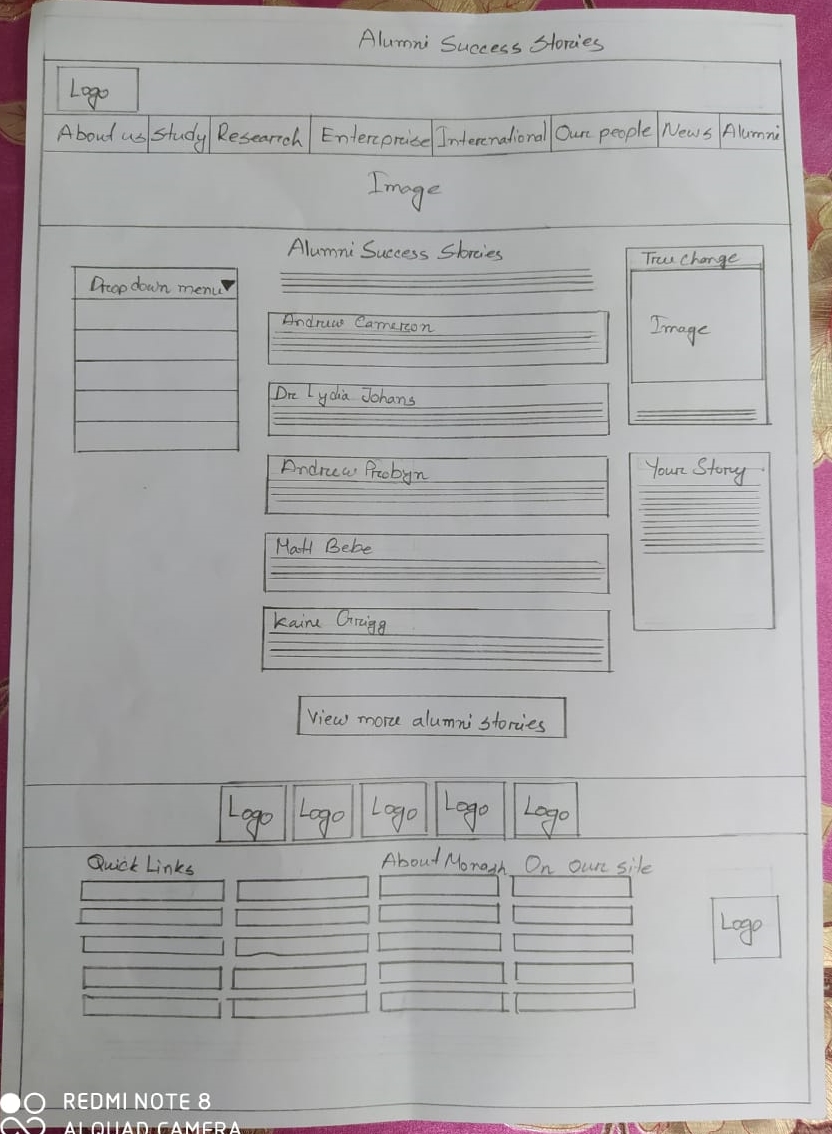 Alumni Success Stories
Logo
About us Study Research Enterprise International Our people News Alumni
Image
Dropdown menu
Alumni Success Stories
Andrew Cameron
Dr Lydia Johans
Andrew Probyn
Matt Bebe
Kaine Grigg
View more alumni stories
True change
Image
Your Story
Logo Logo Logo Logo Logo
Quick Links About Monash On our site
Logo
REDMI NOTE 8
AI QUAD CAMERA